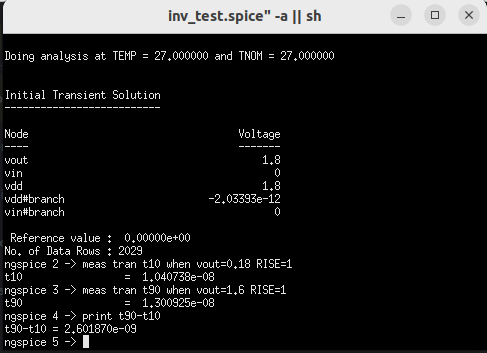 inv_test.spice" -a || sh
Doing analysis at TEMP = 27.000000 and TNOM = 27.000000
Initial Transient Solution
--------------------------
Node Voltage
---- -------
vout 1.8
vin 0
vdd 1.8
vdd#branch -2.03393e-12
vin#branch 0
Reference value : 0.00000e+00
No. of Data Rows : 2029
ngspice 2 -> meas tran t10 when vout=0.18 RISE=1
t10 = 1.040738e-08
ngspice 3 -> meas tran t90 when vout=1.6 RISE=1
t90 = 1.300925e-08
ngspice 4 -> print t90-t10
t90-t10 = 2.601870e-09
ngspice 5 ->